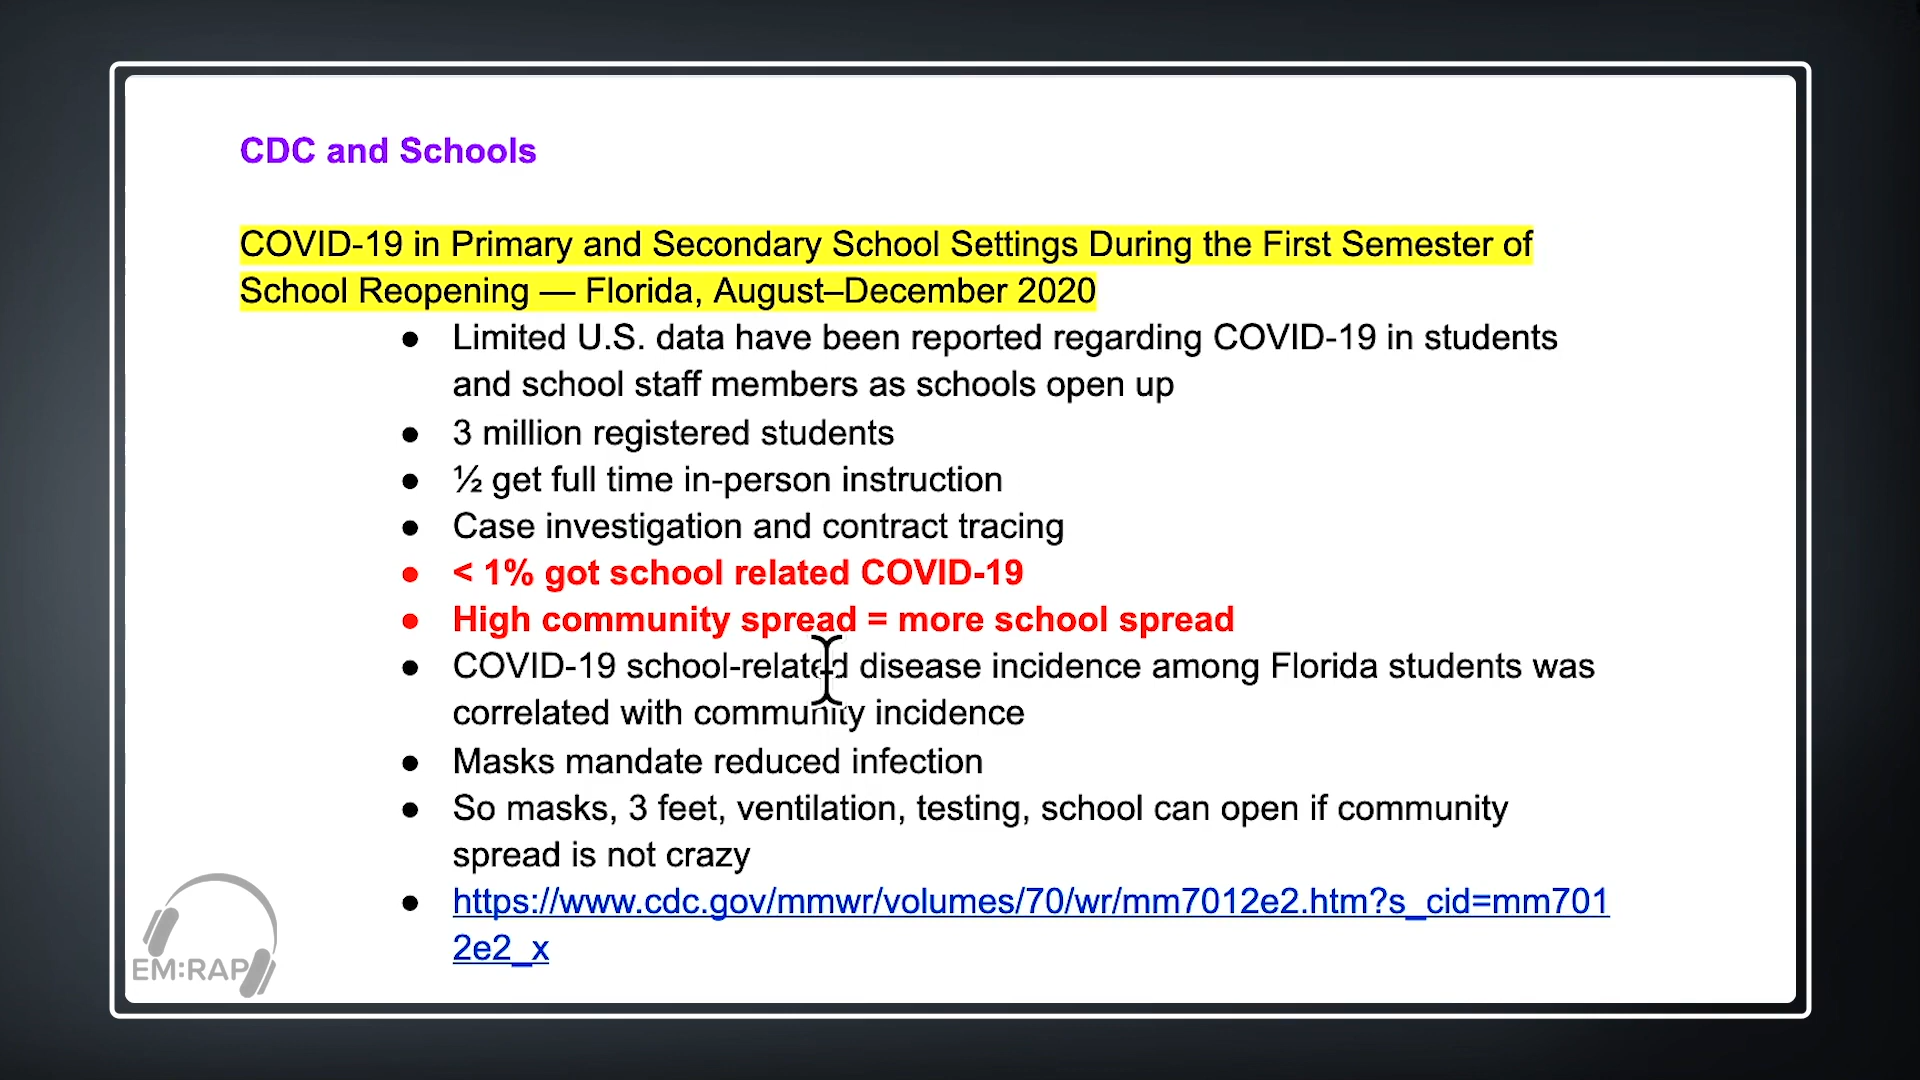 CDC and Schools
COVID-19 in Primary and Secondary School Settings During the First Semester of
School Reopening — Florida, August–December 2020
● Limited U.S. data have been reported regarding COVID-19 in students
and school staff members as schools open up
● 3 million registered students
● ½ get full time in-person instruction
● Case investigation and contract tracing
● < 1% got school related COVID-19
● High community spread = more school spread
● COVID-19 school-related disease incidence among Florida students was
correlated with community incidence
● Masks mandate reduced infection
● So masks, 3 feet, ventilation, testing, school can open if community
spread is not crazy
● https://www.cdc.gov/mmwr/volumes/70/wr/mm7012e2.htm?s_cid=mm701
2e2_x
EM:RAP